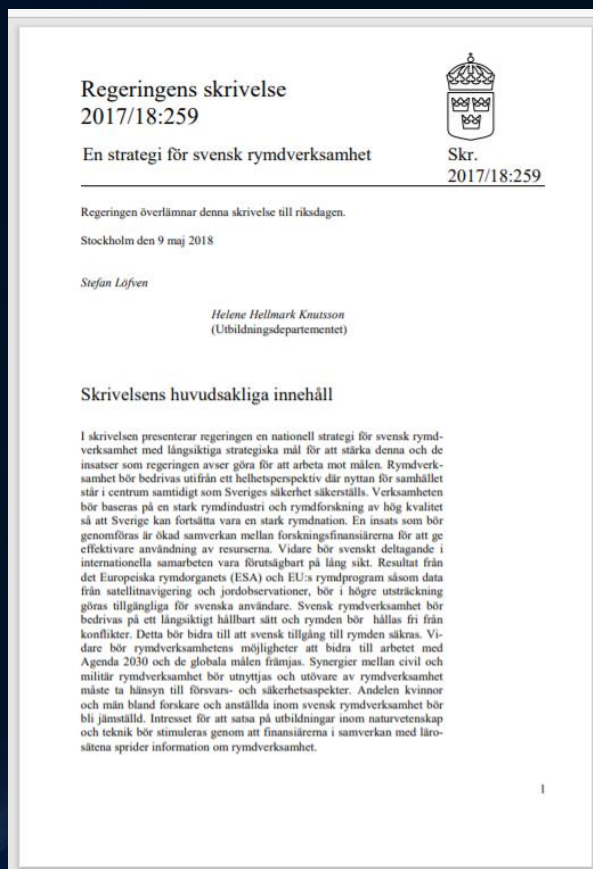 Regeringens skrivelse
2017/18:259
En strategi för svensk rymdverksamhet
Skr.
2017/18:259
Regeringen överlämnar denna skrivelse till riksdagen.
Stockholm den 9 maj 2018
Stefan Löfven
Helene Hellmark Knutsson
(Utbildningsdepartementet)
Skrivelsens huvudsakliga innehåll
I skrivelsen presenterar regeringen en nationell strategi för svensk rymd-
verksamhet med långsiktiga strategiska mål för att stärka denna och de
insatser som regeringen avser göra för att arbeta mot målen. Rymdverk-
samhet bör bedrivas utifrån ett helhetsperspektiv där nyttan för samhället
står i centrum samtidigt som Sveriges säkerhet säkerställs. Verksamheten
bör baseras på en stark rymdindustri och rymdforskning av hög kvalitet
så att Sverige kan fortsätta vara en stark rymdnation. En insats som bör
genomföras är ökad samverkan mellan forskningsfinansiärerna för att ge
effektivare användning av resurserna. Vidare bör svenskt deltagande i
internationella samarbeten vara förutsägbart på lång sikt. Resultat från
det Europeiska rymdorganets (ESA) och EU:s rymdprogram såsom data
från satellitnavigering och jordobservationer, bör i högre utsträckning
göras tillgängliga för svenska användare. Svensk rymdverksamhet bör
bedrivas på ett långsiktigt hållbart sätt och rymden bör hållas fri från
konflikter. Detta bör bidra till att svensk tillgång till rymden säkras. Vi-
dare bör rymdverksamhetens möjligheter att bidra till arbetet med
Agenda 2030 och de globala målen främjas. Synergier mellan civil och
militär rymdverksamhet bör utnyttjas och utövare av rymdverksamhet
måste ta hänsyn till försvars- och säkerhetsaspekter. Andelen kvinnor
och män bland forskare och anställda inom svensk rymdverksamhet bör
bli jämställd. Intresset för att satsa på utbildningar inom naturvetenskap
och teknik bör stimuleras genom att finansiärerna i samverkan med läro-
sätena sprider information om rymdverksamhet.
1